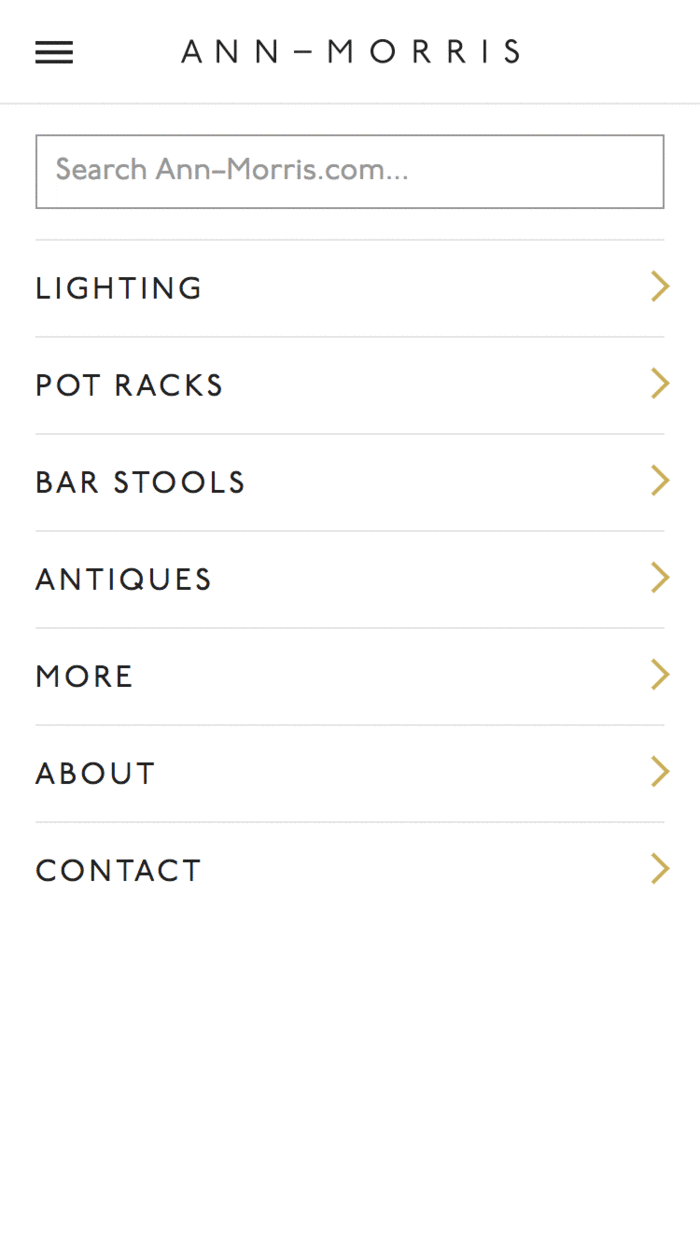 ANN–MORRIS
Search Ann–Morris.com...
LIGHTING
POT RACKS
BAR STOOLS
ANTIQUES
MORE
ABOUT
CONTACT